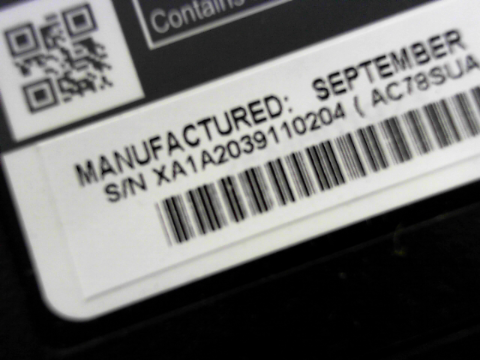 Contains
MANUFACTURED: SEPTEMBER
S/N XA1A2039110204 ( AC78SUA